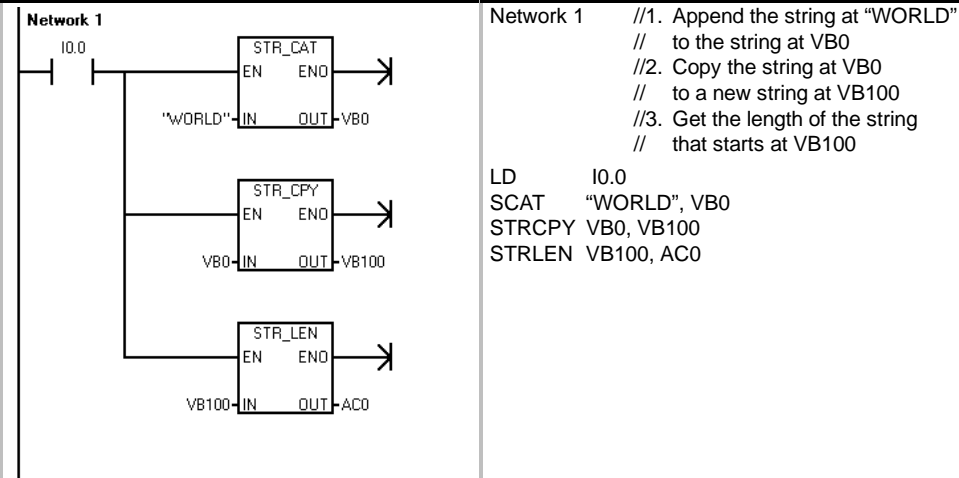 Network 1
I0.0
STR_CAT
EN ENO
"WORLD" IN OUT VB0
STR_CPY
EN ENO
VB0 IN OUT VB100
STR_LEN
EN ENO
VB100 IN OUT AC0
Network 1 //1. Append the string at “WORLD”
// to the string at VB0
//2. Copy the string at VB0
// to a new string at VB100
//3. Get the length of the string
// that starts at VB100
LD I0.0
SCAT “WORLD”, VB0
STRCPY VB0, VB100
STRLEN VB100, AC0